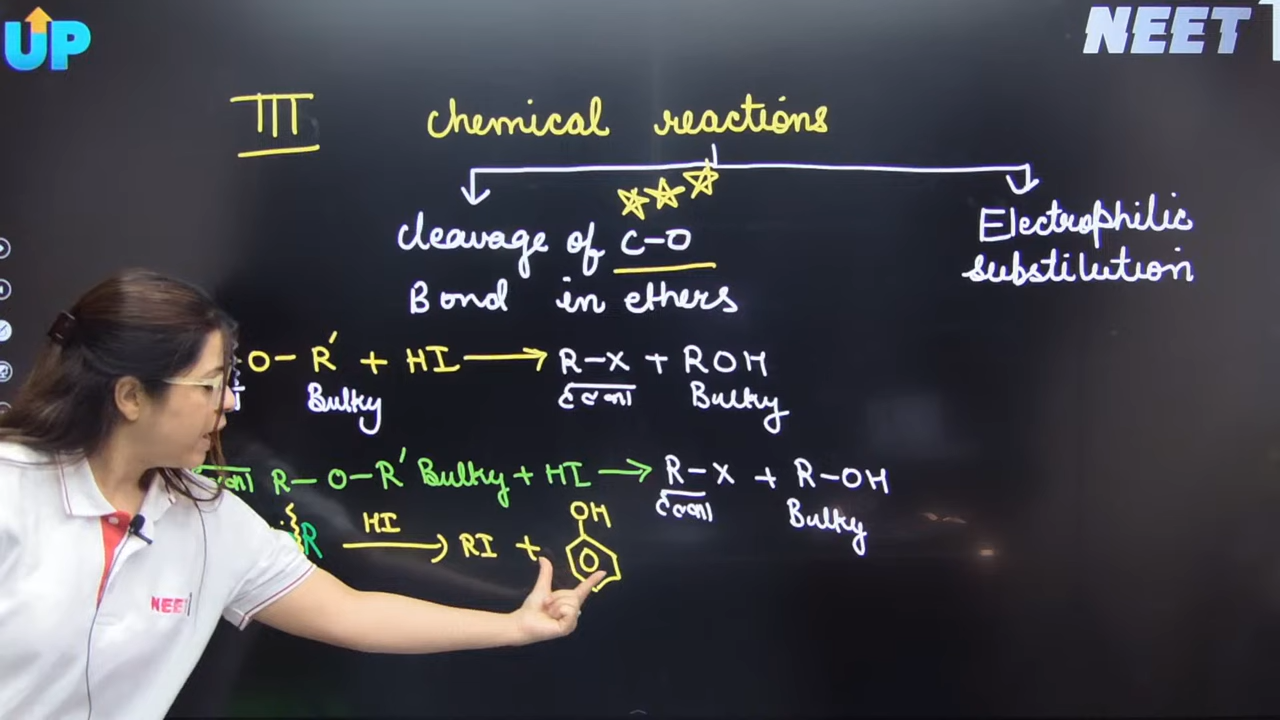 UP
NEET
III chemical reactions
cleavage of C-O
Bond in ethers
Electrophilic
substitution
O-R' + HI → R-X + ROH
Bulky
Bulky
R-O-R' Bulky + HI → R-X + R-OH
Bulky
OH
R HI → RI +
NEET